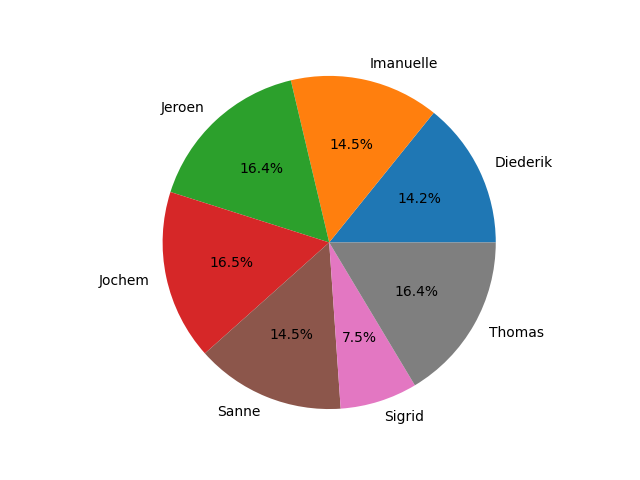 Imanuelle
Jeroen
14.5%
Diederik
16.4%
14.2%
16.5%
Jochem
16.4%
14.5%
7.5%
Thomas
Sanne
Sigrid